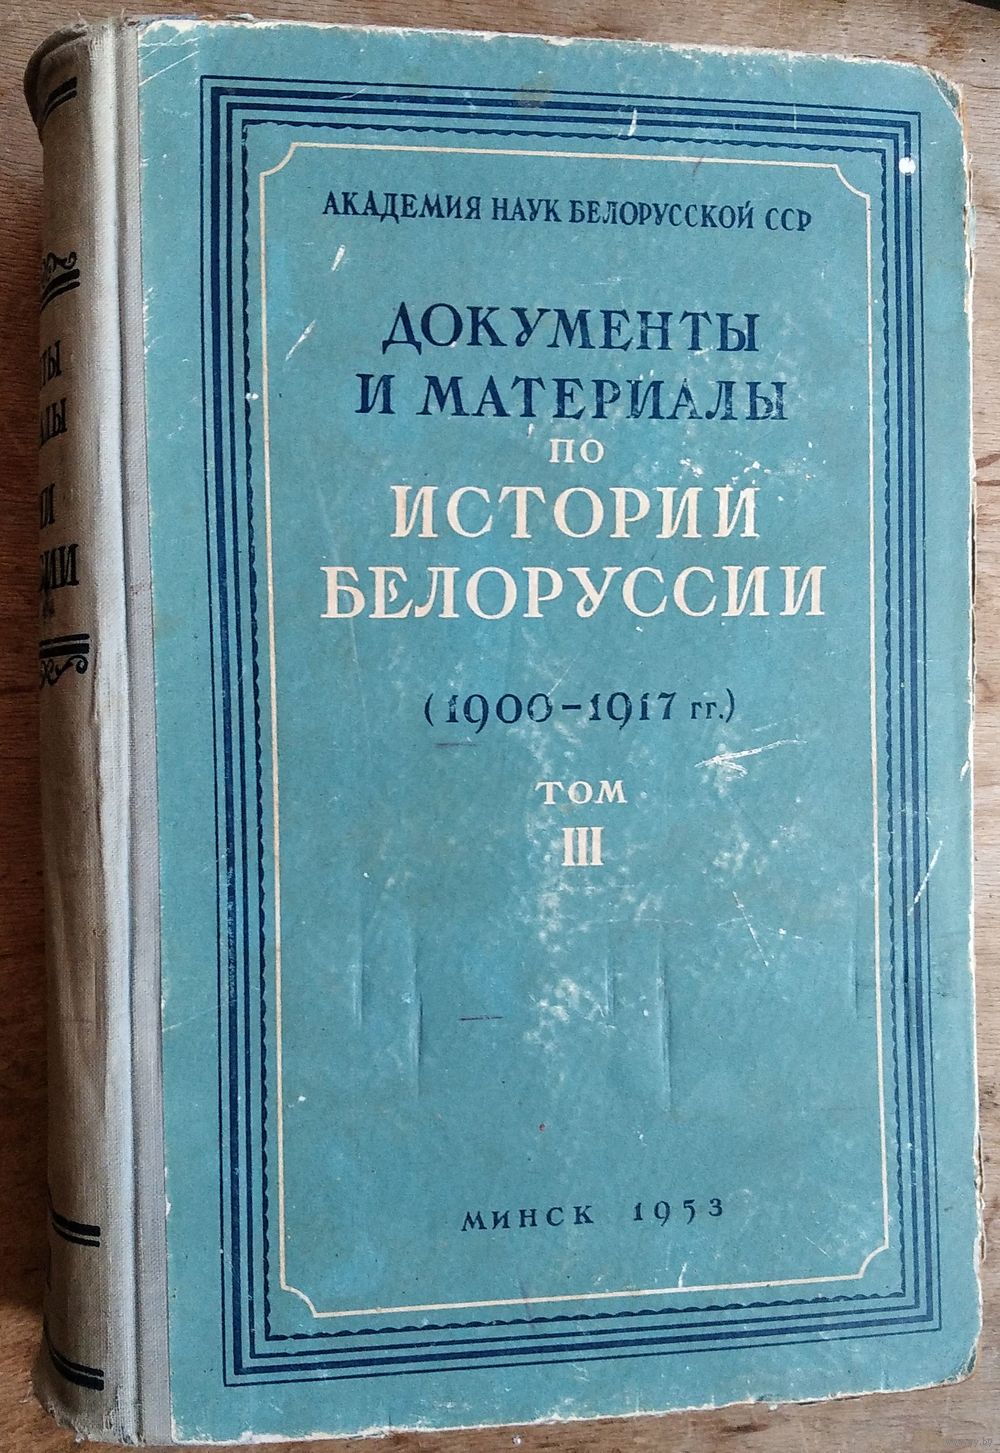 АКАДЕМИЯ НАУК БЕЛОРУССКОЙ ССР
ДОКУМЕНТЫ
И МАТЕРИАЛЫ
ПО
ИСТОРИИ
БЕЛОРУССИИ
(1900–1917 гг.)
ТОМ
III
МИНСК 1953